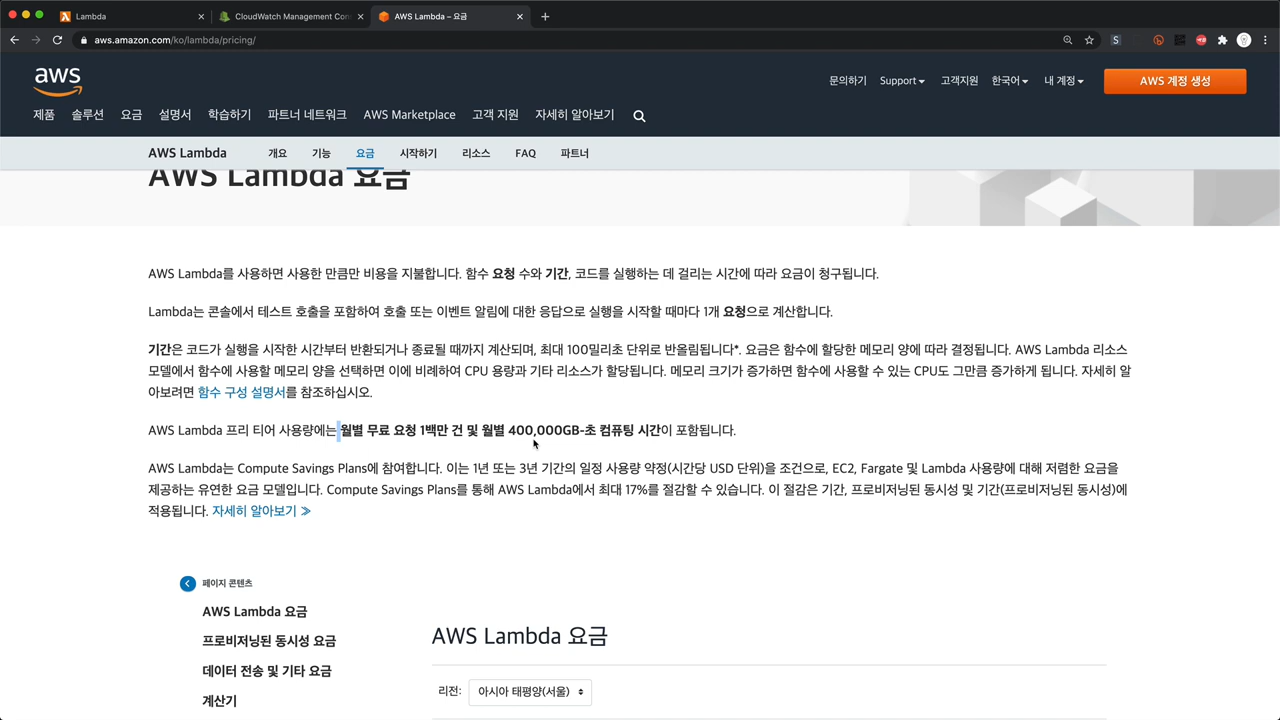 Lambda
CloudWatch Management Con
AWS Lambda – 요금
aws.amazon.com/ko/lambda/pricing/
aws
문의하기 Support 고객지원 한국어 내 계정 AWS 계정 생성
제품 솔루션 요금 설명서 학습하기 파트너 네트워크 AWS Marketplace 고객 지원 자세히 알아보기
AWS Lambda 개요 기능 요금 시작하기 리소스 FAQ 파트너
AWS Lambda 요금
AWS Lambda를 사용하면 사용한 만큼만 비용을 지불합니다. 함수 요청 수와 기간, 코드를 실행하는 데 걸리는 시간에 따라 요금이 청구됩니다.
Lambda는 콘솔에서 테스트 호출을 포함하여 호출 또는 이벤트 알림에 대한 응답으로 실행을 시작할 때마다 1개 요청으로 계산합니다.
기간은 코드가 실행을 시작한 시간부터 반환되거나 종료될 때까지 계산되며, 최대 100밀리초 단위로 반올림됩니다*. 요금은 함수에 할당한 메모리 양에 따라 결정됩니다. AWS Lambda 리소스
모델에서 함수에 사용할 메모리 양을 선택하면 이에 비례하여 CPU 용량과 기타 리소스가 할당됩니다. 메모리 크기가 증가하면 함수에 사용할 수 있는 CPU도 그만큼 증가하게 됩니다. 자세히 알
아보려면 함수 구성 설명서를 참조하십시오.
AWS Lambda 프리 티어 사용량에는 월별 무료 요청 1백만 건 및 월별 400,000GB-초 컴퓨팅 시간이 포함됩니다.
AWS Lambda는 Compute Savings Plans에 참여합니다. 이는 1년 또는 3년 기간의 일정 사용량 약정(시간당 USD 단위)을 조건으로, EC2, Fargate 및 Lambda 사용량에 대해 저렴한 요금을
제공하는 유연한 요금 모델입니다. Compute Savings Plans를 통해 AWS Lambda에서 최대 17%를 절감할 수 있습니다. 이 절감은 기간, 프로비저닝된 동시성 및 기간(프로비저닝된 동시성)에
적용됩니다. 자세히 알아보기 ≫
페이지 콘텐츠
AWS Lambda 요금
프로비저닝된 동시성 요금
데이터 전송 및 기타 요금
계산기
AWS Lambda 요금
리전: 아시아 태평양(서울)